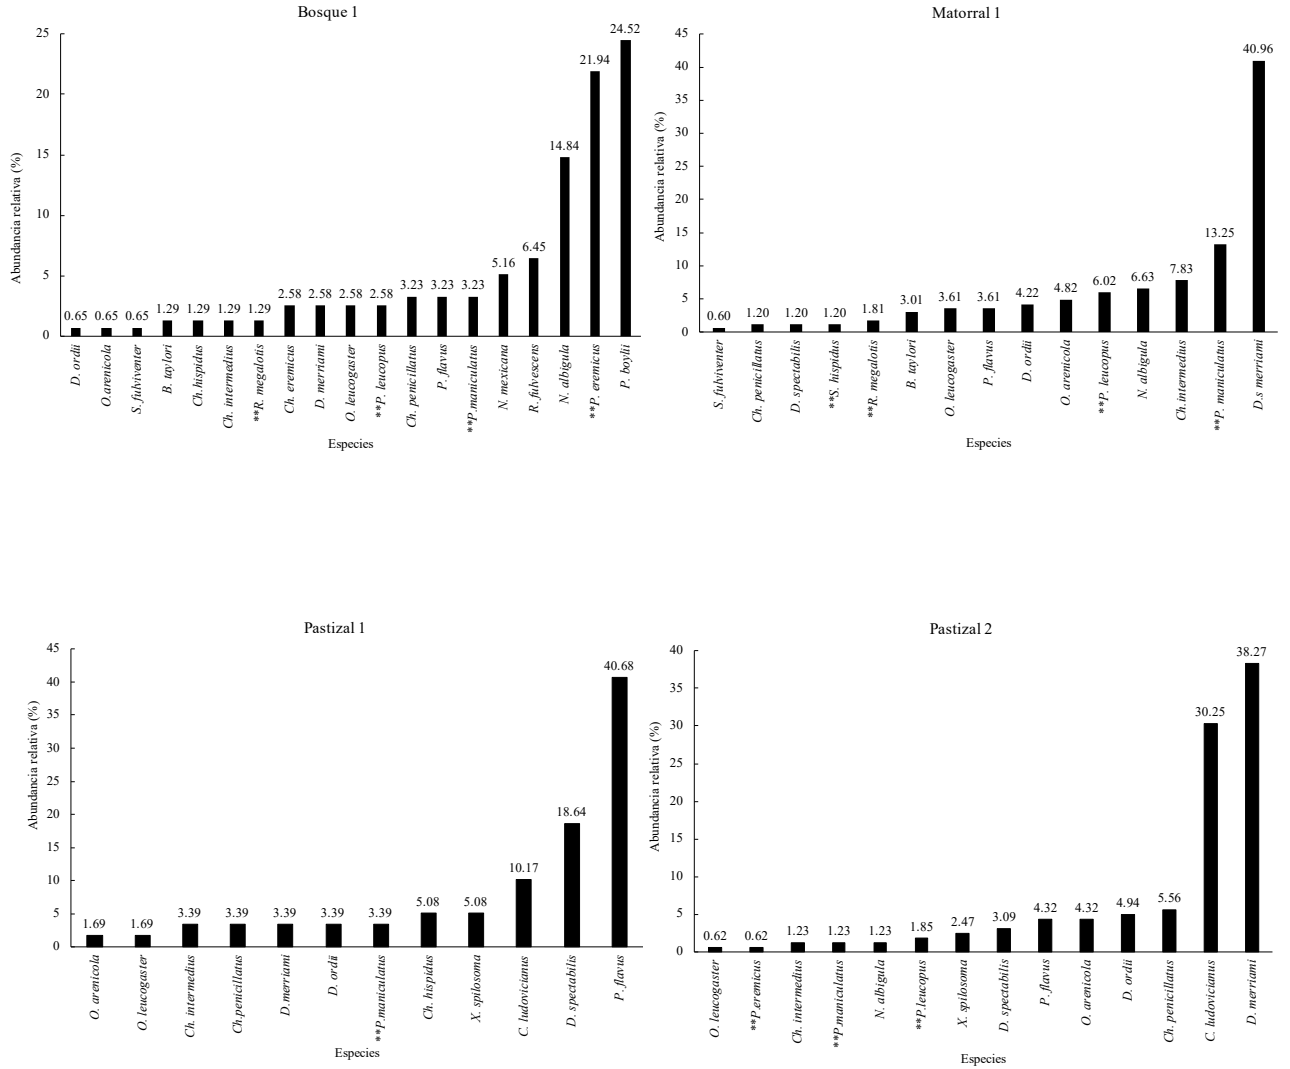 Bosque 1
Abundancia relativa (%)
25
20
15
10
5
0
0.65
0.65
0.65
1.29
1.29
1.29
1.29
2.58
2.58
2.58
2.58
3.23
3.23
3.23
5.16
6.45
14.84
21.94
24.52
D. ordii
O. arenicola
S. fulviventer
B. taylori
Ch. hispidus
Ch. intermedius
**R. megalotis
Ch. eremicus
D. merriami
O. leucogaster
**P. leucopus
Ch. penicillatus
P. flavus
**P.maniculatus
N. mexicana
R. fulvescens
N. albigula
**P. eremicus
P. boylii
Especies
Matorral 1
Abundancia relativa (%)
45
40
35
30
25
20
15
10
5
0
0.60
1.20
1.20
1.20
1.81
3.01
3.61
3.61
4.22
4.82
6.02
6.63
7.83
13.25
40.96
S. fulviventer
Ch. penicillatus
D. spectabilis
**S. hispidus
**R. megalotis
B. taylori
O. leucogaster
P. flavus
D. ordii
O. arenicola
**P. leucopus
N. albigula
Ch.intermedius
**P. maniculatus
D.s merriami
Especies
Pastizal 1
Abundancia relativa (%)
45
40
35
30
25
20
15
10
5
0
1.69
1.69
3.39
3.39
3.39
3.39
3.39
5.08
5.08
10.17
18.64
40.68
O. arenicola
O. leucogaster
Ch. intermedius
Ch.penicillatus
D. merriami
D. ordii
**P.maniculatus
Ch. hispidus
X. spilosoma
C. ludovicianus
D. spectabilis
P. flavus
Especies
Pastizal 2
Abundancia relativa (%)
40
35
30
25
20
15
10
5
0
0.62
0.62
1.23
1.23
1.23
1.85
2.47
3.09
4.32
4.32
4.94
5.56
30.25
38.27
O. leucogaster
**P.eremicus
Ch. intermedius
**P.maniculatus
N. albigula
**P.leucopus
X. spilosoma
D. spectabilis
P. flavus
O. arenicola
D. ordii
Ch. penicillatus
C. ludovicianus
D. merriami
Especies